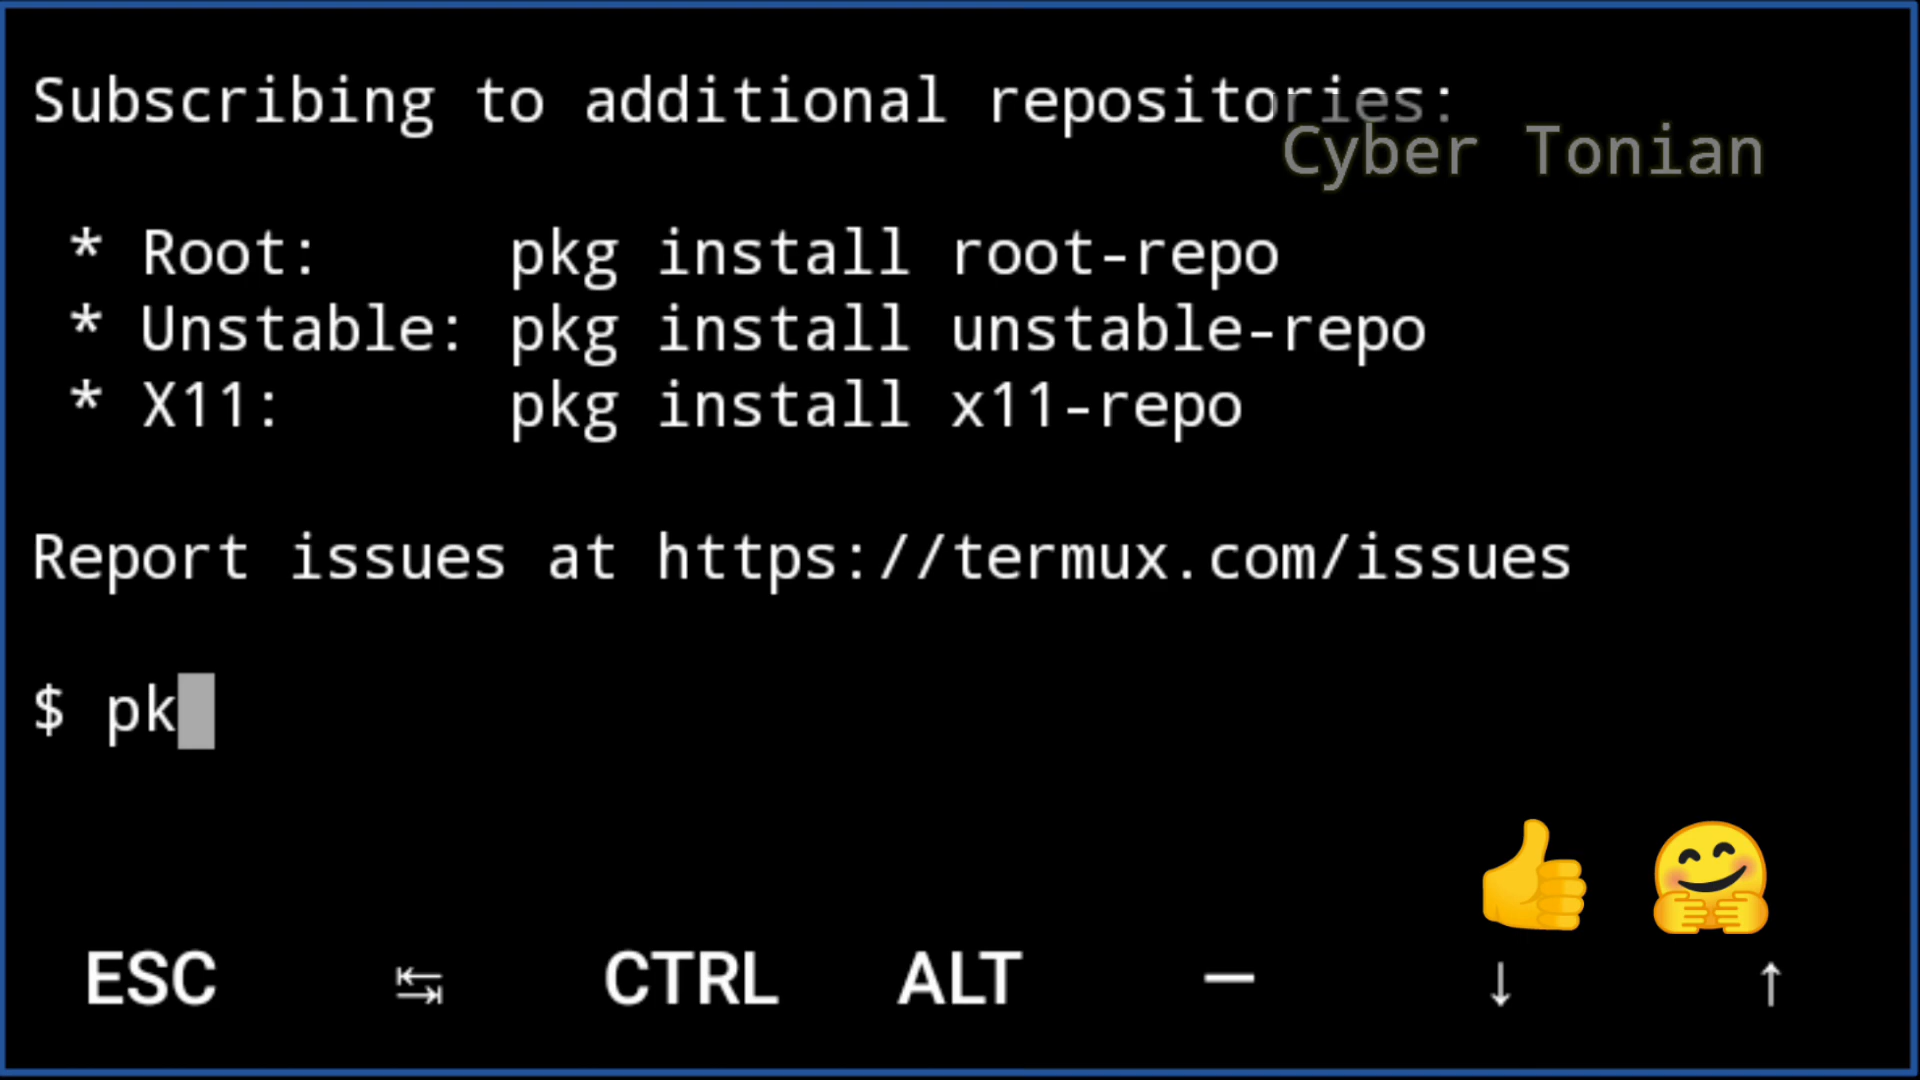 Subscribing to additional repositories:
Cyber Tonian
* Root: pkg install root-repo
* Unstable: pkg install unstable-repo
* X11: pkg install x11-repo
Report issues at https://termux.com/issues
$ pk
ESC ↹ CTRL ALT — ↓ ↑